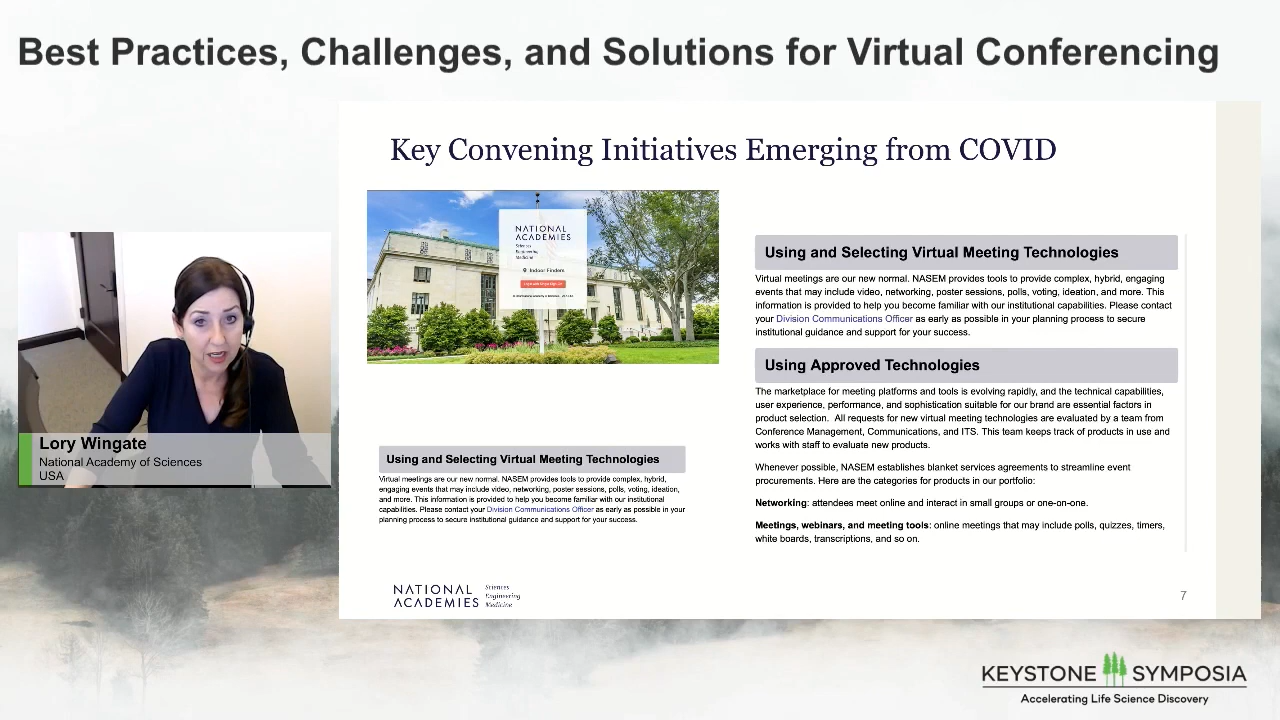 Best Practices, Challenges, and Solutions for Virtual Conferencing
Key Convening Initiatives Emerging from COVID
NATIONAL
ACADEMIES
Sciences
Engineering
Medicine
Indoor Finders
Lory Wingate
National Academy of Sciences
USA
Using and Selecting Virtual Meeting Technologies
Virtual meetings are our new normal. NASEM provides tools to provide complex, hybrid,
engaging events that may include video, networking, poster sessions, polls, voting, ideation,
and more. This information is provided to help you become familiar with our institutional
capabilities. Please contact your Division Communications Officer as early as possible in your
planning process to secure institutional guidance and support for your success.
Using and Selecting Virtual Meeting Technologies
Virtual meetings are our new normal. NASEM provides tools to provide complex, hybrid, engaging
events that may include video, networking, poster sessions, polls, voting, ideation, and more. This
information is provided to help you become familiar with our institutional capabilities. Please contact
your Division Communications Officer as early as possible in your planning process to secure
institutional guidance and support for your success.
Using Approved Technologies
The marketplace for meeting platforms and tools is evolving rapidly, and the technical capabilities,
user experience, performance, and sophistication suitable for our brand are essential factors in
product selection. All requests for new virtual meeting technologies are evaluated by a team from
Conference Management, Communications, and ITS. This team keeps track of products in use and
works with staff to evaluate new products.
Whenever possible, NASEM establishes blanket services agreements to streamline event
procurements. Here are the categories for products in our portfolio:
Networking: attendees meet online and interact in small groups or one-on-one.
Meetings, webinars, and meeting tools: online meetings that may include polls, quizzes, timers,
white boards, transcriptions, and so on.
NATIONAL
ACADEMIES
Sciences
Engineering
Medicine
7
KEYSTONE SYMPOSIA
Accelerating Life Science Discovery